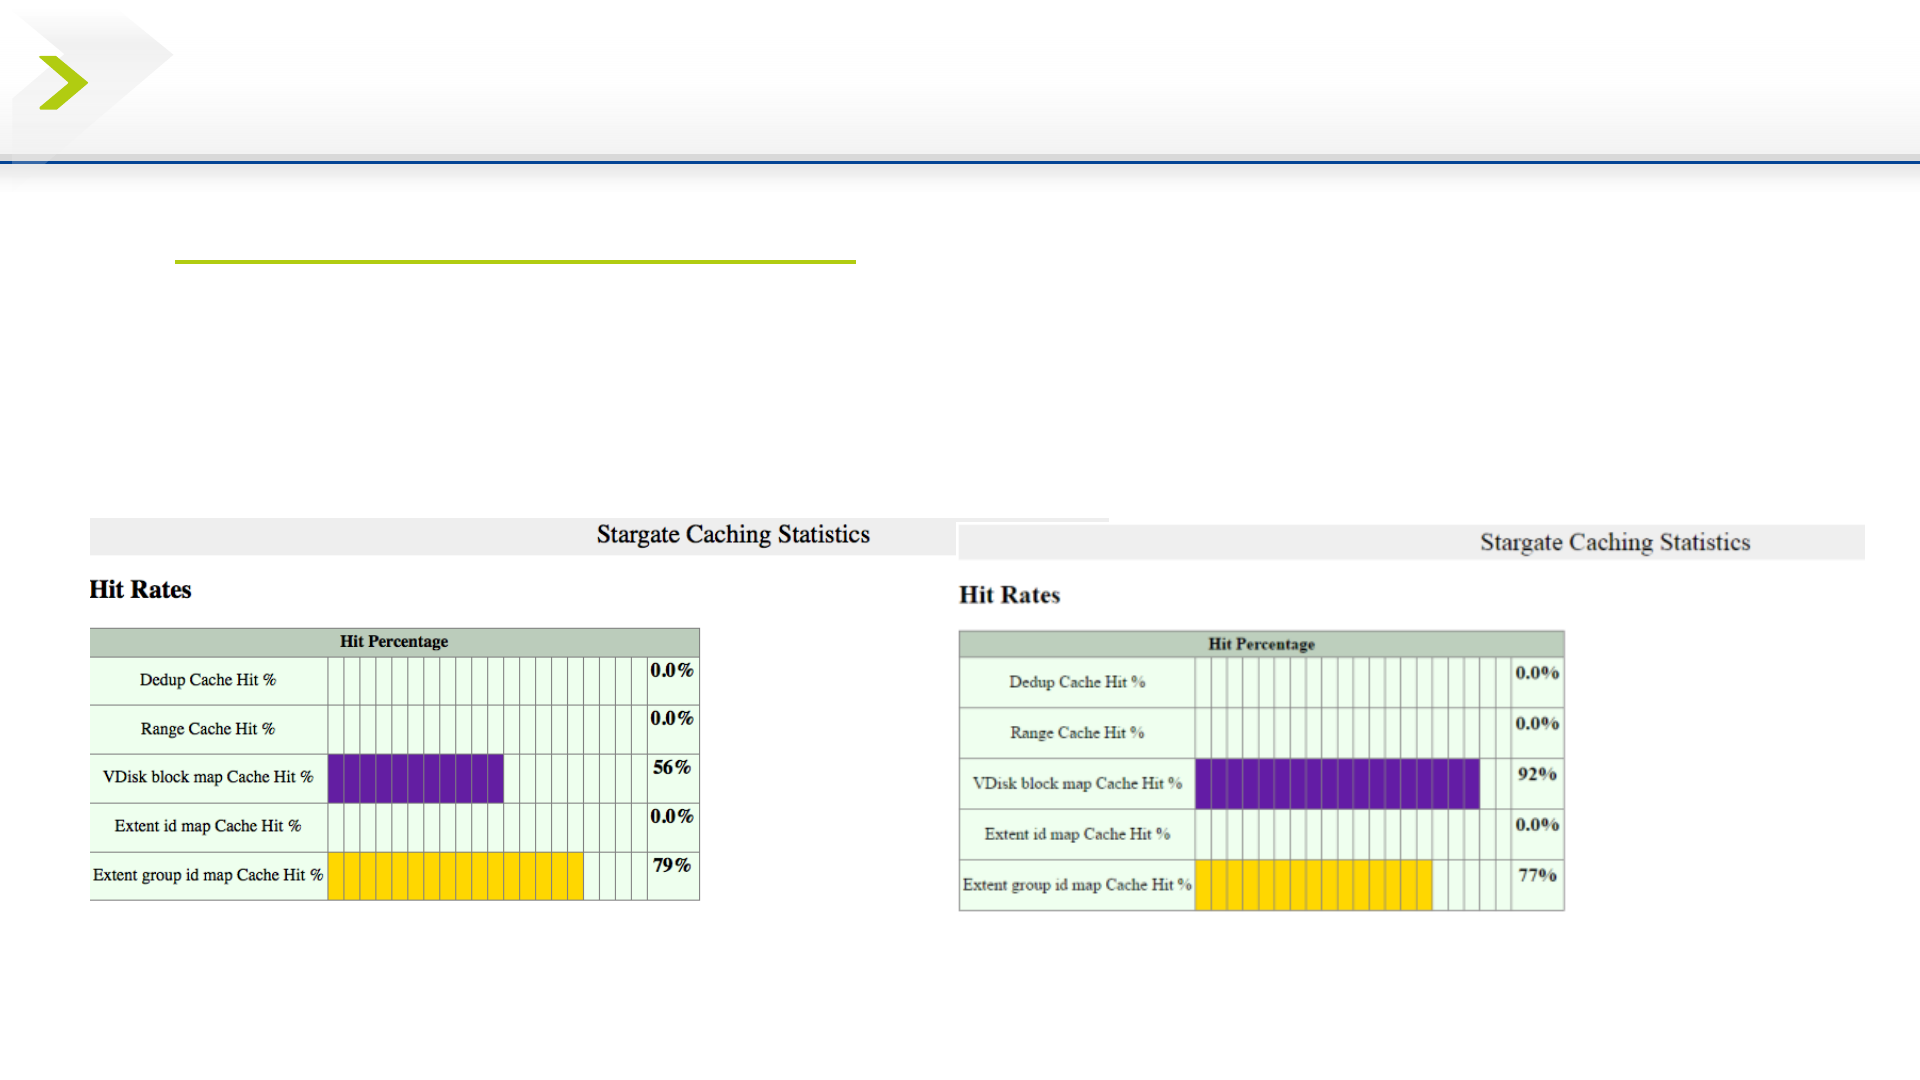 Stargate Caching Statistics
Hit Rates
Hit Percentage
Dedup Cache Hit % 0.0%
Range Cache Hit % 0.0%
VDisk block map Cache Hit % 56%
Extent id map Cache Hit % 0.0%
Extent group id map Cache Hit % 79%
Stargate Caching Statistics
Hit Rates
Hit Percentage
Dedup Cache Hit % 0.0%
Range Cache Hit % 0.0%
VDisk block map Cache Hit % 92%
Extent id map Cache Hit % 0.0%
Extent group id map Cache Hit % 77%